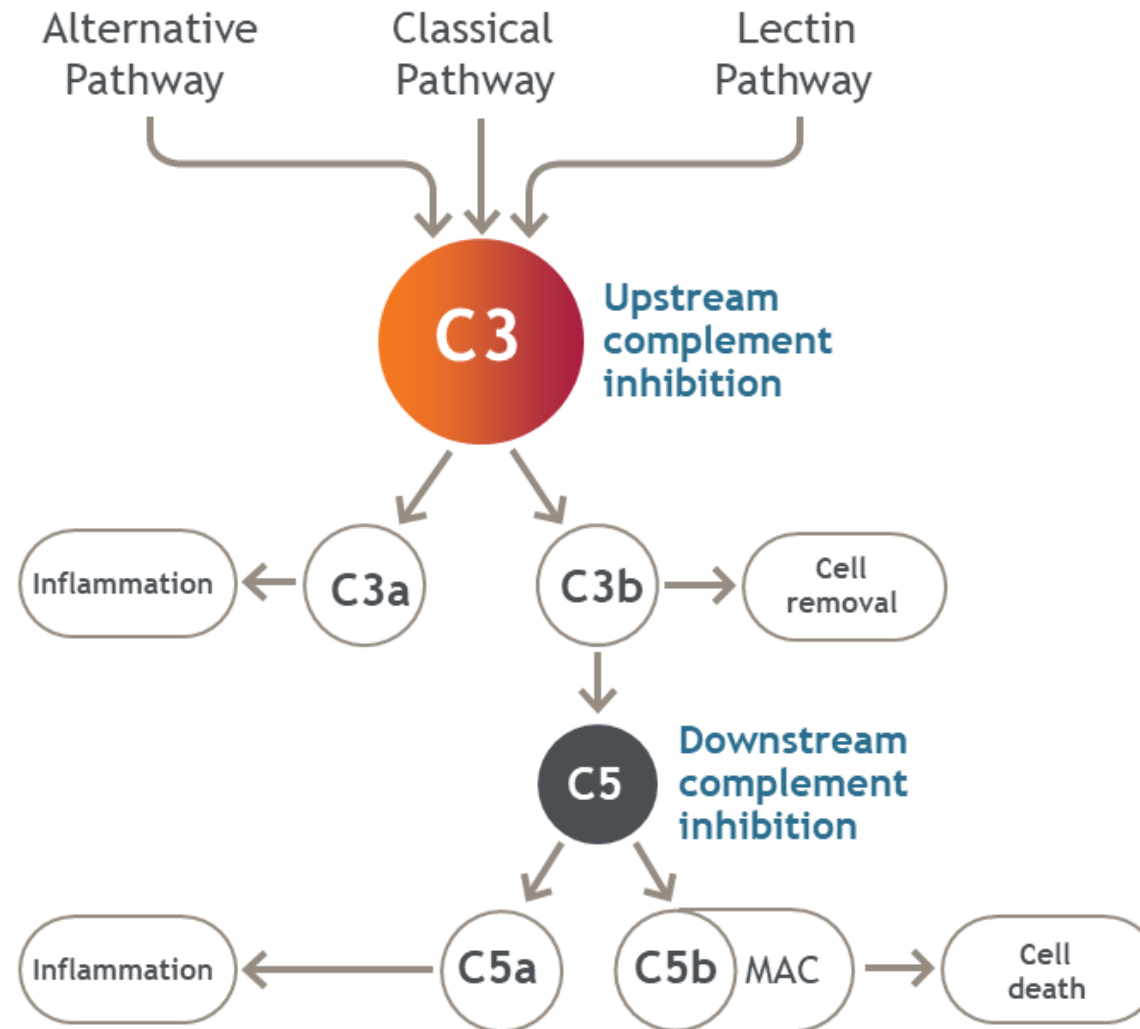 Alternative
Pathway
Classical
Pathway
Lectin
Pathway
C3
Upstream
complement
inhibition
Inflammation
C3a
C3b
Cell
removal
C5
Downstream
complement
inhibition
Inflammation
C5a
C5b
MAC
Cell
death